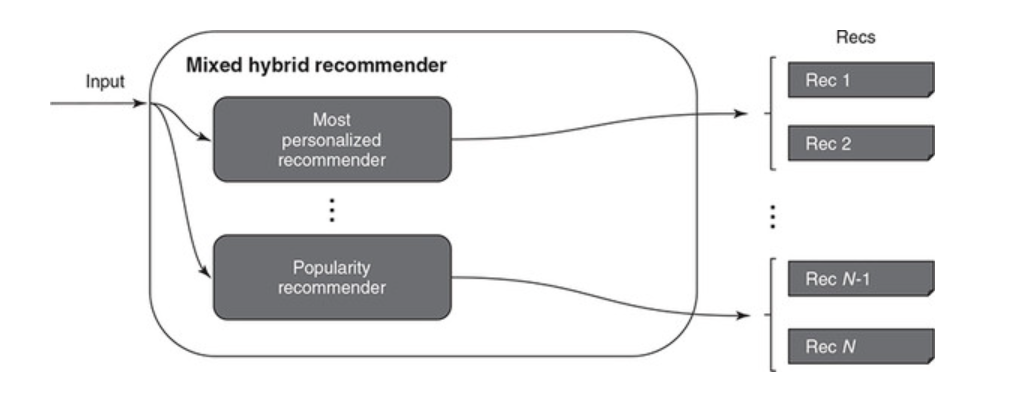 Recs
Mixed hybrid recommender
Input
Rec 1
Most
personalized
recommender
Rec 2
Popularity
recommender
Rec N-1
Rec N